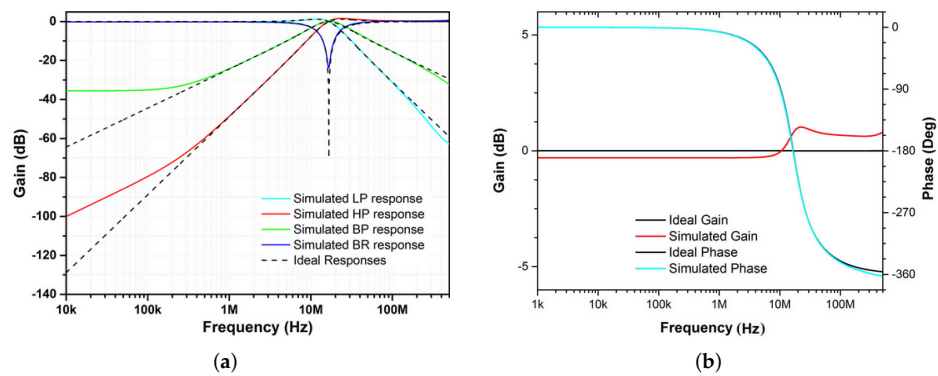 0
-20
-40
-60
-80
-100
-120
-140
Gain (dB)
Simulated LP response
Simulated HP response
Simulated BP response
Simulated BR response
Ideal Responses
10k
100k
1M
10M
100M
Frequency (Hz)
(a)
5
0
-5
Gain (dB)
Ideal Gain
Simulated Gain
Ideal Phase
Simulated Phase
0
-90
-180
-270
-360
Phase (Deg)
1k
10k
100k
1M
10M
100M
Frequency (Hz)
(b)